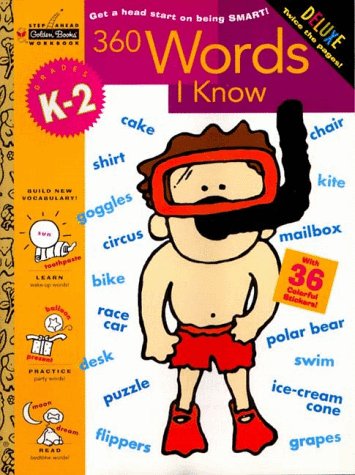 Get a head start on being SMART!
STEP AHEAD
Golden Books
WORKBOOK
DELUXE
Twice the pages!
360 Words
I Know
GRADES
K-2
cake
chair
shirt
kite
goggles
circus
mailbox
bike
race
car
polar bear
desk
swim
puzzle
ice-cream
cone
flippers
grapes
With
36
Colorful
Stickers!
BUILD NEW
VOCABULARY!
sun
toothpaste
LEARN
wake-up words!
balloon
present
PRACTICE
party words!
moon
dream
READ
bedtime words!